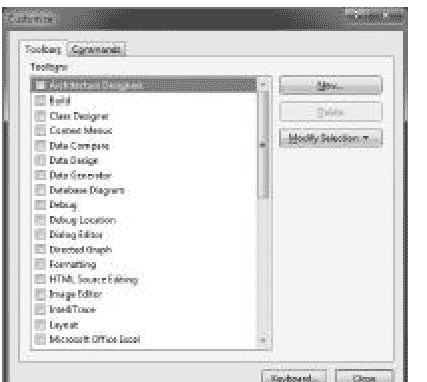 Customize
Toolbars Commands
Toolbars
Architecture Designers
New...
Build
Delete
Class Designer
Context Menus
Modify Selection
Data Compare
Data Design
Data Generator
Database Diagram
Debug
Debug Location
Dialog Editor
Directed Graph
Formatting
HTML Source Editing
Image Editor
IntelliTrace
Layout
Microsoft Office Excel
Keyboard... Close